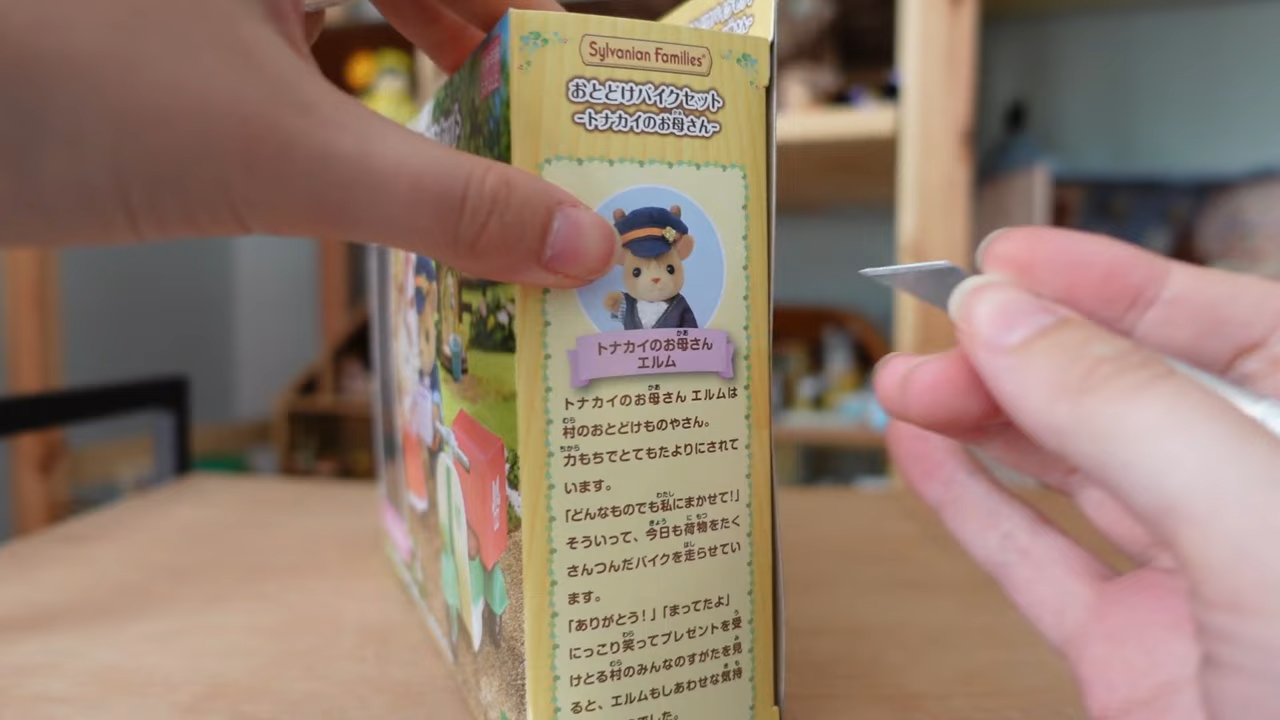 Sylvanian Families®
おとどけバイクセット
-トナカイのお母さん-
トナカイのお母さん
エルム
トナカイのお母さん エルムは
村のおとどけものやさん。
力もちでとてもたよりにされて
います。
「どんなものでも私にまかせて!」
そういって、今日も荷物をたく
さんつんだバイクを走らせてい
ます。
「ありがとう!」「まってたよ」
にっこり笑ってプレゼントを受
けとる村のみんなのすがたを見
ると、エルムもしあわせな気持
でした。